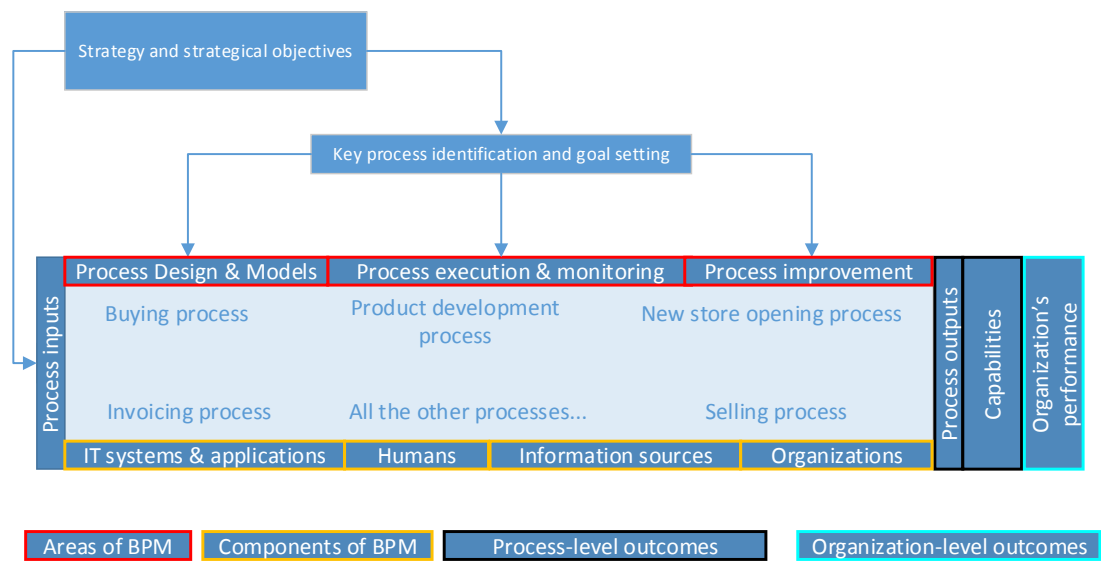 Strategy and strategical objectives
Key process identification and goal setting
Process inputs
Process Design & Models
Process execution & monitoring
Process improvement
Buying process
Product development
process
New store opening process
Invoicing process
All the other processes...
Selling process
IT systems & applications
Humans
Information sources
Organizations
Process outputs
Capabilities
Organization's
performance
Areas of BPM
Components of BPM
Process-level outcomes
Organization-level outcomes